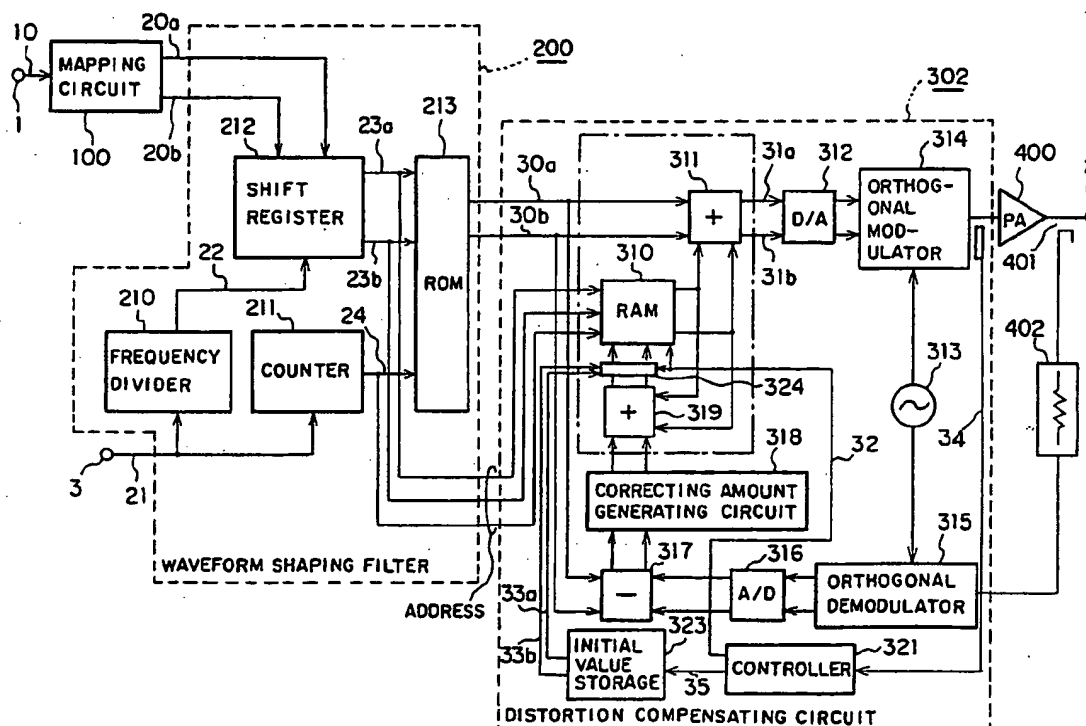 10
MAPPING
CIRCUIT
1
100
20a
20b
200
212
23a
213
SHIFT
REGISTER
23b
22
ROM
210
211
24
FREQUENCY
DIVIDER
COUNTER
3
21
WAVEFORM SHAPING FILTER
ADDRESS
302
30a
30b
311
+
31a
31b
312
D/A
314
ORTHOG-
ONAL
MOD-
ULATOR
400
PA
401
402
310
RAM
324
+
319
313
34
32
318
CORRECTING AMOUNT
GENERATING CIRCUIT
317
−
316
A/D
315
ORTHOGONAL
DEMODULATOR
33a
33b
323
INITIAL
VALUE
STORAGE
35
321
CONTROLLER
DISTORTION COMPENSATING CIRCUIT